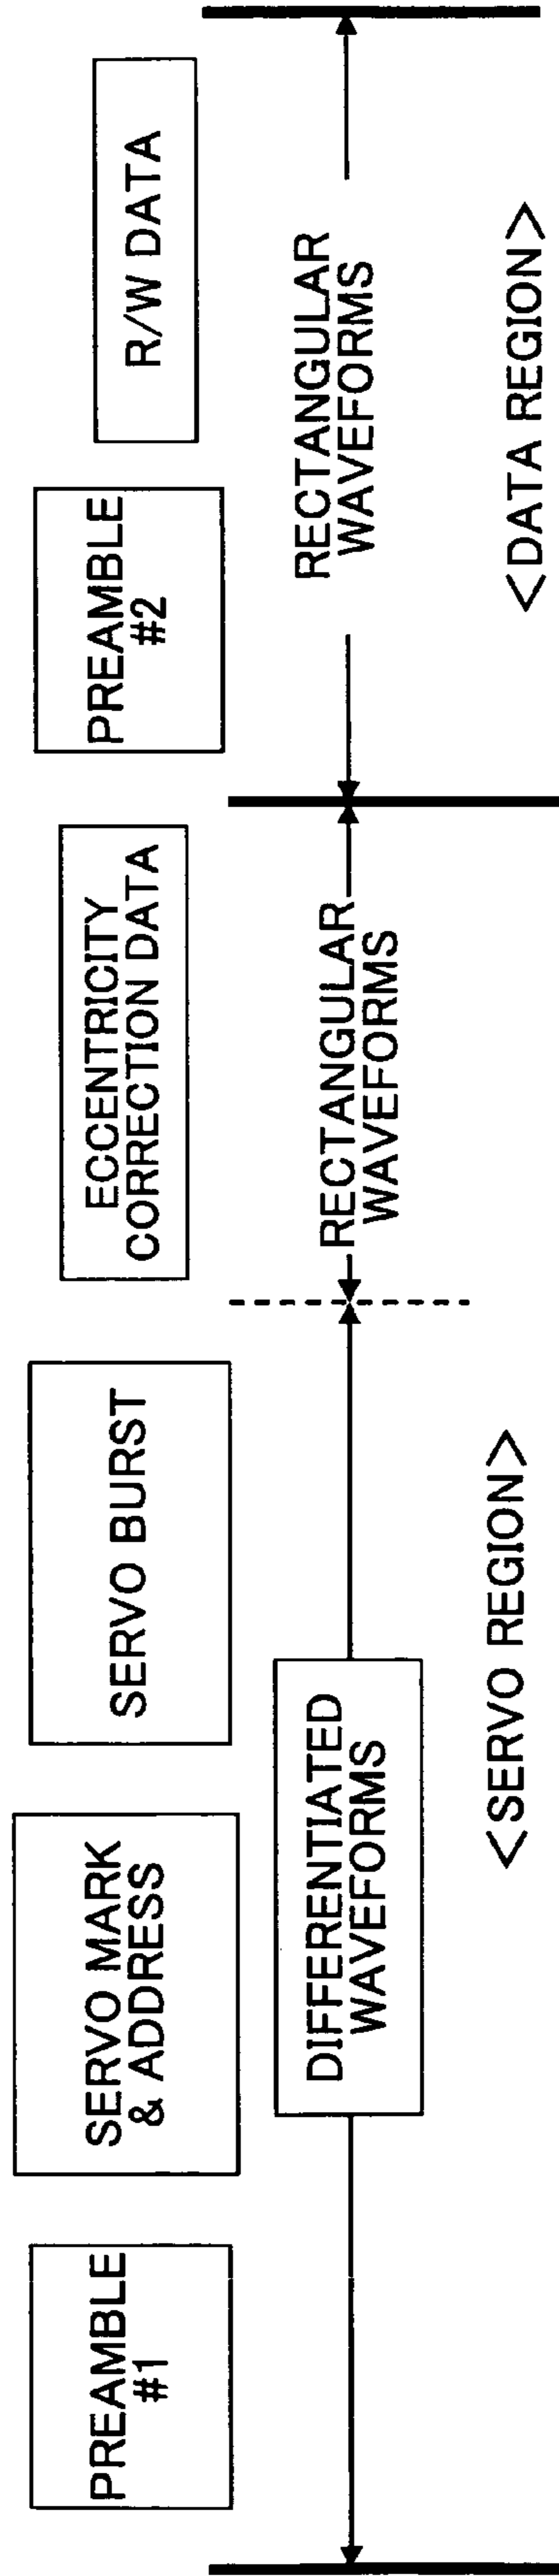 PREAMBLE
#1
SERVO MARK
& ADDRESS
SERVO BURST
ECCENTRICITY
CORRECTION DATA
PREAMBLE
#2
R/W DATA
DIFFERENTIATED
WAVEFORMS
RECTANGULAR
WAVEFORMS
RECTANGULAR
WAVEFORMS
<SERVO REGION>
<DATA REGION>